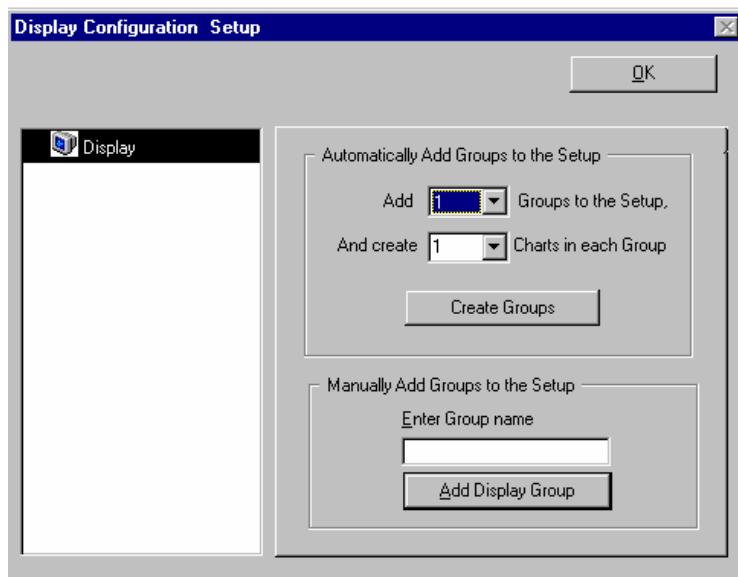 Display Configuration  Setup
OK
Display
Automatically Add Groups to the Setup
Add 1 Groups to the Setup,
And create 1 Charts in each Group
Create Groups
Manually Add Groups to the Setup
Enter Group name
Add Display Group